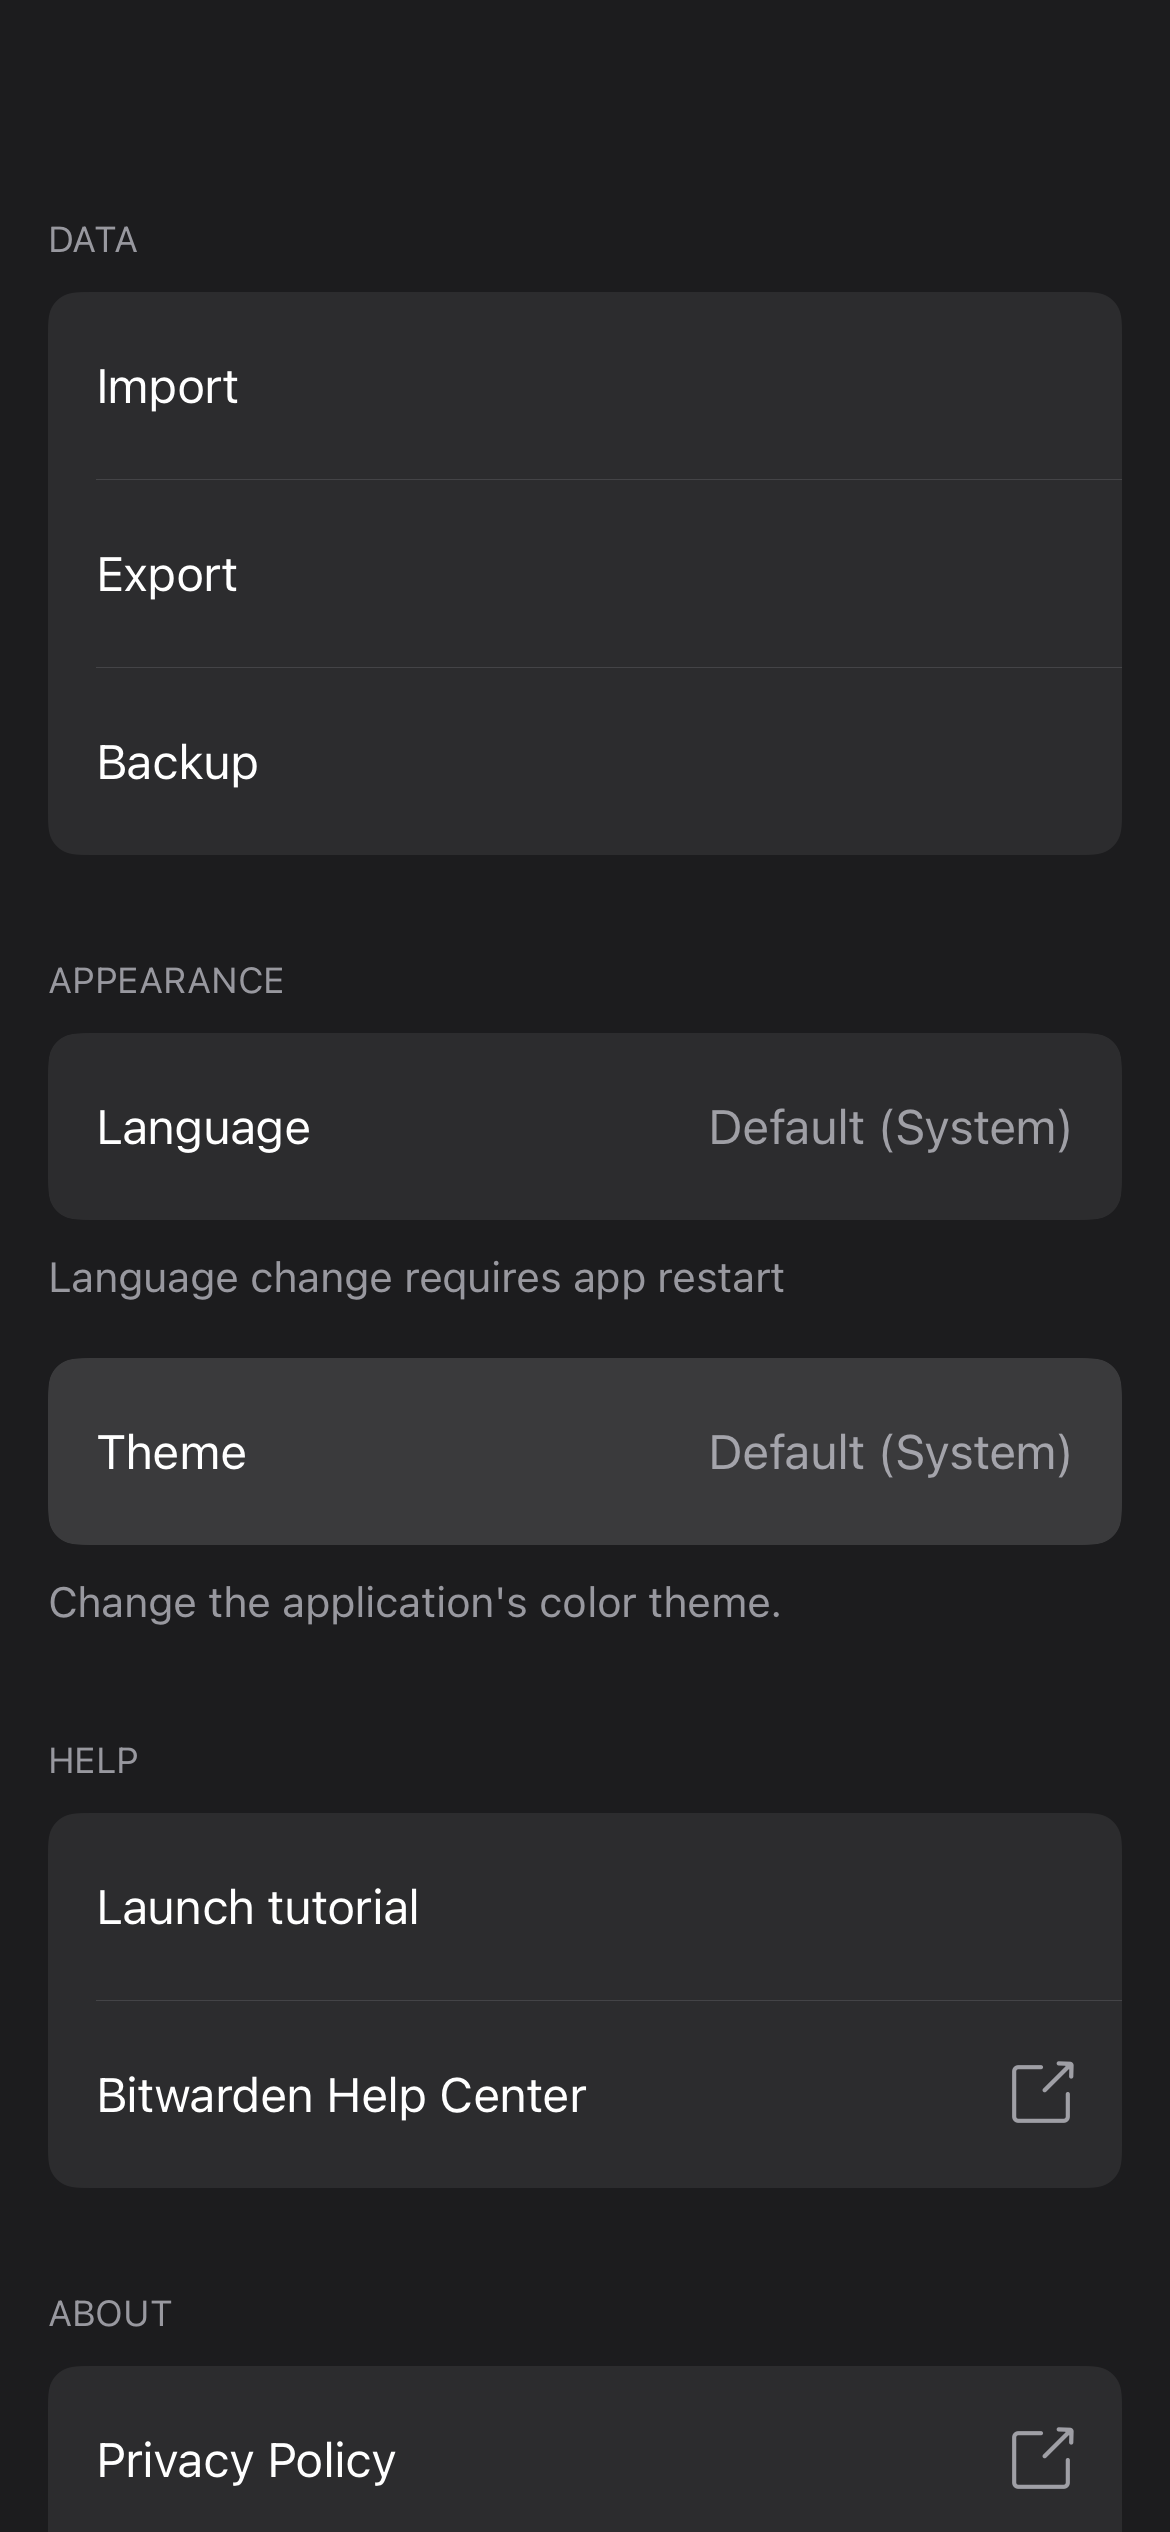 DATA
Import
Export
Backup
APPEARANCE
Language Default (System)
Language change requires app restart
Theme Default (System)
Change the application's color theme.
HELP
Launch tutorial
Bitwarden Help Center
ABOUT
Privacy Policy